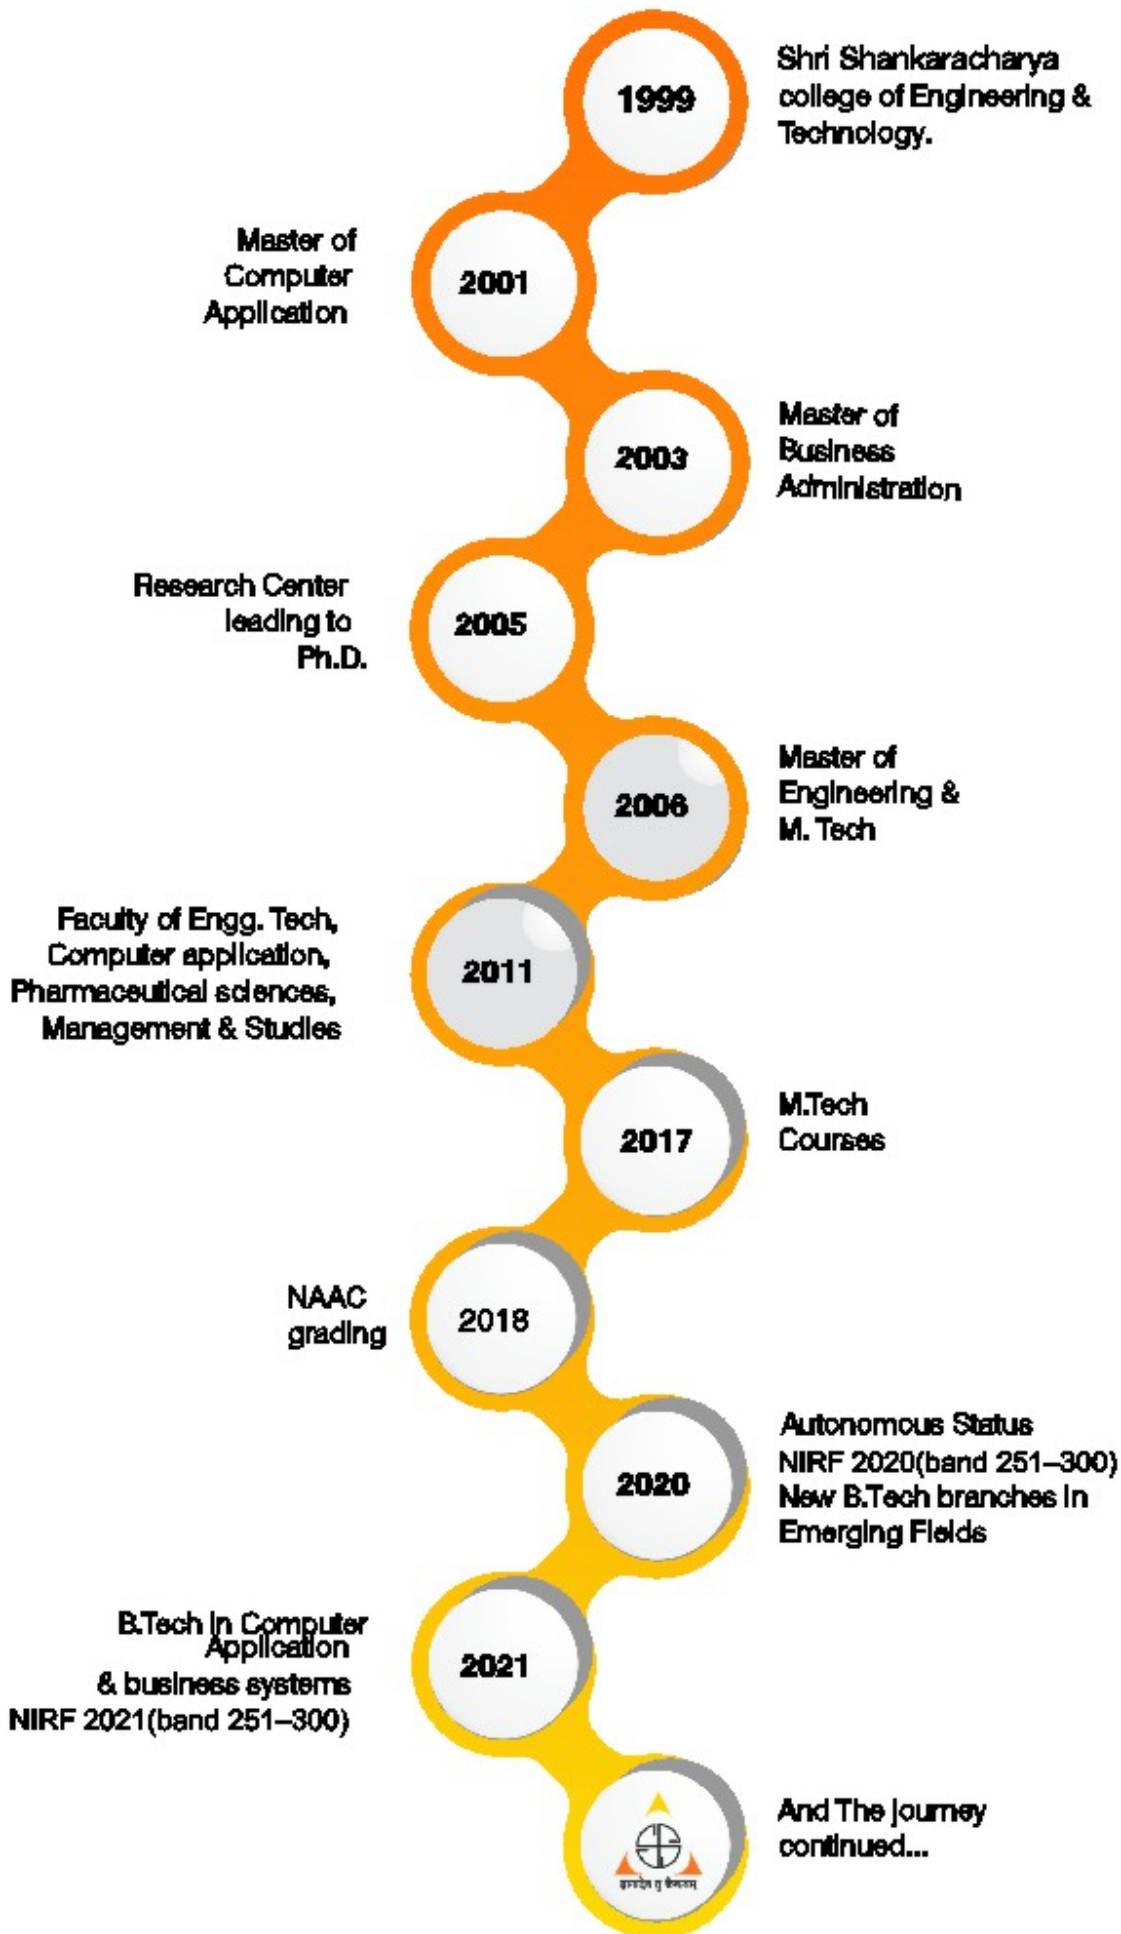 1999
Shri Shankaracharya
college of Engineering &
Technology.
Master of
Computer
Application
2001
2003
Master of
Business
Administration
Research Center
leading to
Ph.D.
2005
2006
Master of
Engineering &
M. Tech
Faculty of Engg. Tech,
Computer application,
Pharmaceutical sciences,
Management & Studies
2011
2017
M.Tech
Courses
NAAC
grading
2018
2020
Autonomous Status
NIRF 2020(band 251–300)
New B.Tech branches in
Emerging Fields
B.Tech in Computer
Application
& business systems
NIRF 2021(band 251–300)
2021
And The journey
continued...